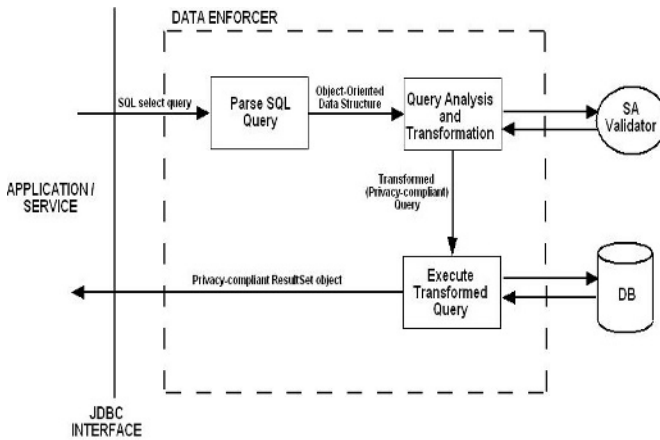 DATA ENFORCER
SQL select query
Parse SQL
Query
Object-Oriented
Data Structure
Query Analysis
and
Transformation
SA
Validator
APPLICATION /
SERVICE
Transformed
(Privacy-compliant)
Query
Privacy-compliant ResultSet object
Execute
Transformed
Query
DB
JDBC
INTERFACE